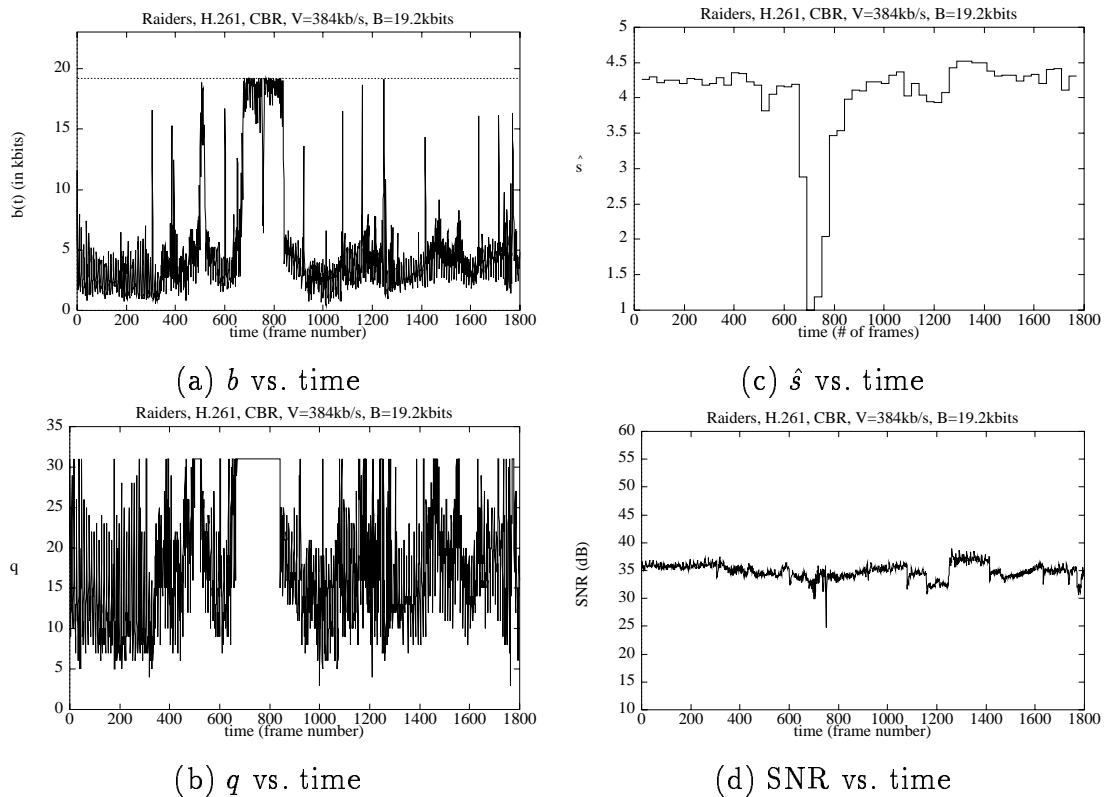 Raiders, H.261, CBR, V=384kb/s, B=19.2kbits
20
15
10
5
0
b(t) (in kbits)
0 200 400 600 800 1000 1200 1400 1600 1800
time (frame number)
(a) b vs. time
Raiders, H.261, CBR, V=384kb/s, B=19.2kbits
5
4.5
4
3.5
3
2.5
2
1.5
1
ŝ
0 200 400 600 800 1000 1200 1400 1600 1800
time (# of frames)
(c) ŝ vs. time
Raiders, H.261, CBR, V=384kb/s, B=19.2kbits
35
30
25
20
15
10
5
0
q
0 200 400 600 800 1000 1200 1400 1600 1800
time (frame number)
(b) q vs. time
Raiders, H.261, CBR, V=384kb/s, B=19.2kbits
60
55
50
45
40
35
30
25
20
15
10
SNR (dB)
0 200 400 600 800 1000 1200 1400 1600 1800
time (frame number)
(d) SNR vs. time